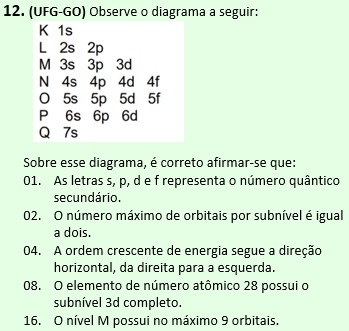 12. (UFG-GO) Observe o diagrama a seguir:
K 1s
L 2s 2p
M 3s 3p 3d
N 4s 4p 4d 4f
O 5s 5p 5d 5f
P 6s 6p 6d
Q 7s
Sobre esse diagrama, é correto afirmar-se que:
01. As letras s, p, d e f representa o número quântico
secundário.
02. O número máximo de orbitais por subnível é igual
a dois.
04. A ordem crescente de energia segue a direção
horizontal, da direita para a esquerda.
08. O elemento de número atômico 28 possui o
subnível 3d completo.
16. O nível M possui no máximo 9 orbitais.